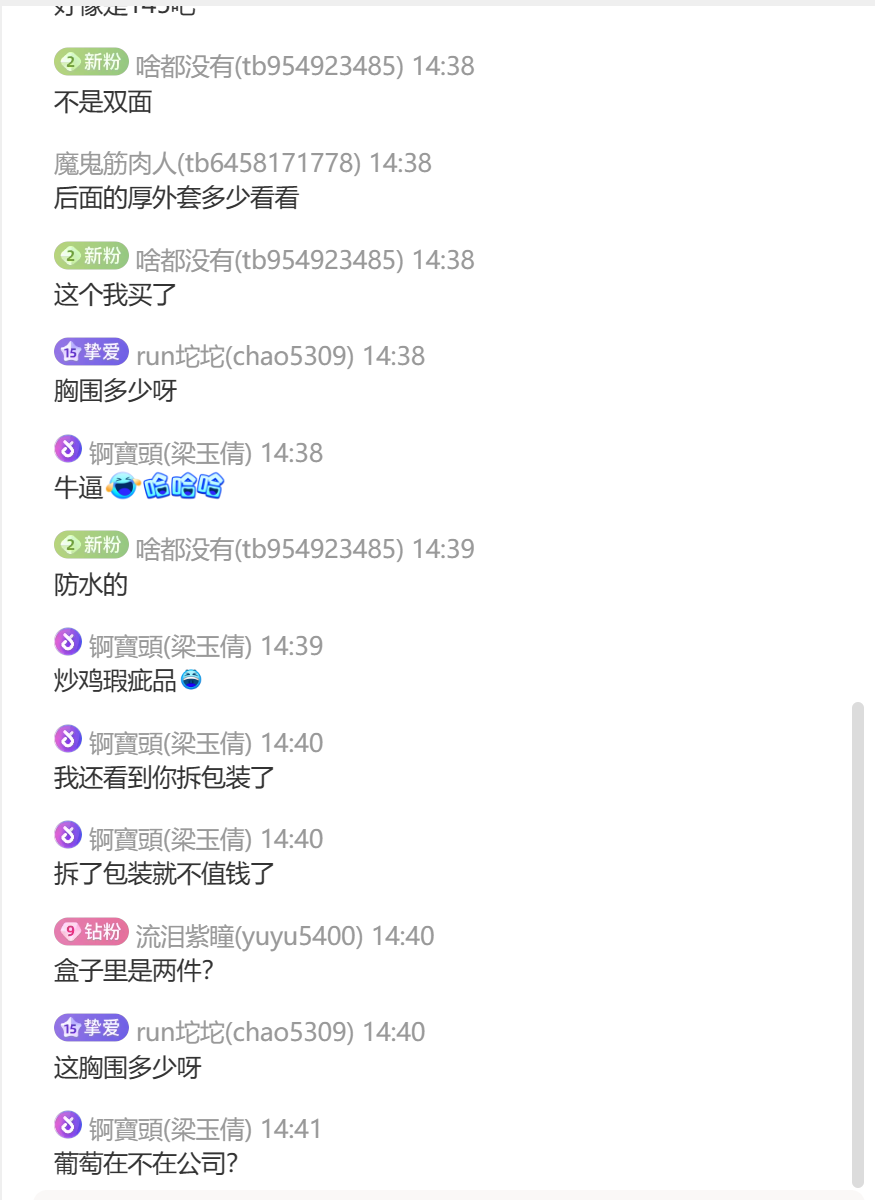 好像是145吧
2 新粉 啥都没有(tb954923485) 14:38
不是双面
魔鬼筋肉人(tb6458171778) 14:38
后面的厚外套多少看看
2 新粉 啥都没有(tb954923485) 14:38
这个我买了
15 挚爱 run坨坨(chao5309) 14:38
胸围多少呀
锕寶頭(梁玉倩) 14:38
牛逼 哈哈哈
2 新粉 啥都没有(tb954923485) 14:39
防水的
锕寶頭(梁玉倩) 14:39
炒鸡瑕疵品
锕寶頭(梁玉倩) 14:40
我还看到你拆包装了
锕寶頭(梁玉倩) 14:40
拆了包装就不值钱了
9 钻粉 流泪紫瞳(yuyu5400) 14:40
盒子里是两件?
15 挚爱 run坨坨(chao5309) 14:40
这胸围多少呀
锕寶頭(梁玉倩) 14:41
葡萄在不在公司?